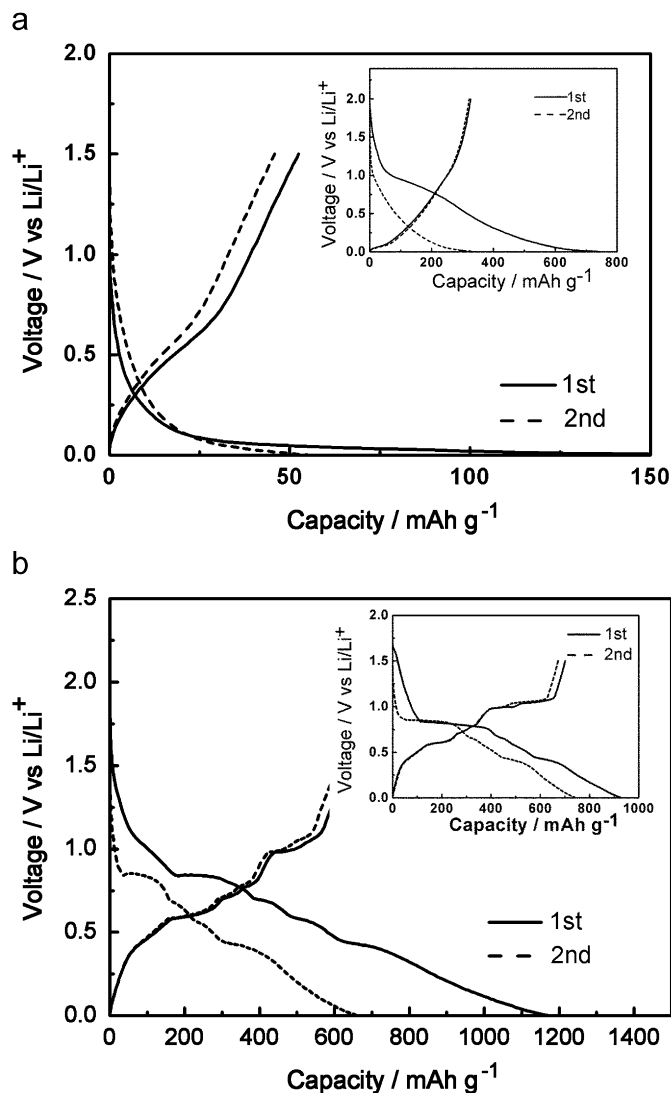 a
2.0
1.5
1.0
0.5
0.0
Voltage / V vs Li/Li+
0 50 100 150
Capacity / mAh g-1
1st
2nd
2.0
1.5
1.0
0.5
0.0
Voltage / V vs Li/Li+
0 200 400 600 800
Capacity / mAh g-1
1st
2nd
b
2.5
2.0
1.5
1.0
0.5
0.0
Voltage / V vs Li/Li+
0 200 400 600 800 1000 1200 1400
Capacity / mAh g-1
1st
2nd
2.0
1.5
1.0
0.5
0.0
Voltage / V vs Li/Li+
0 200 400 600 800 1000
Capacity / mAh g-1
1st
2nd